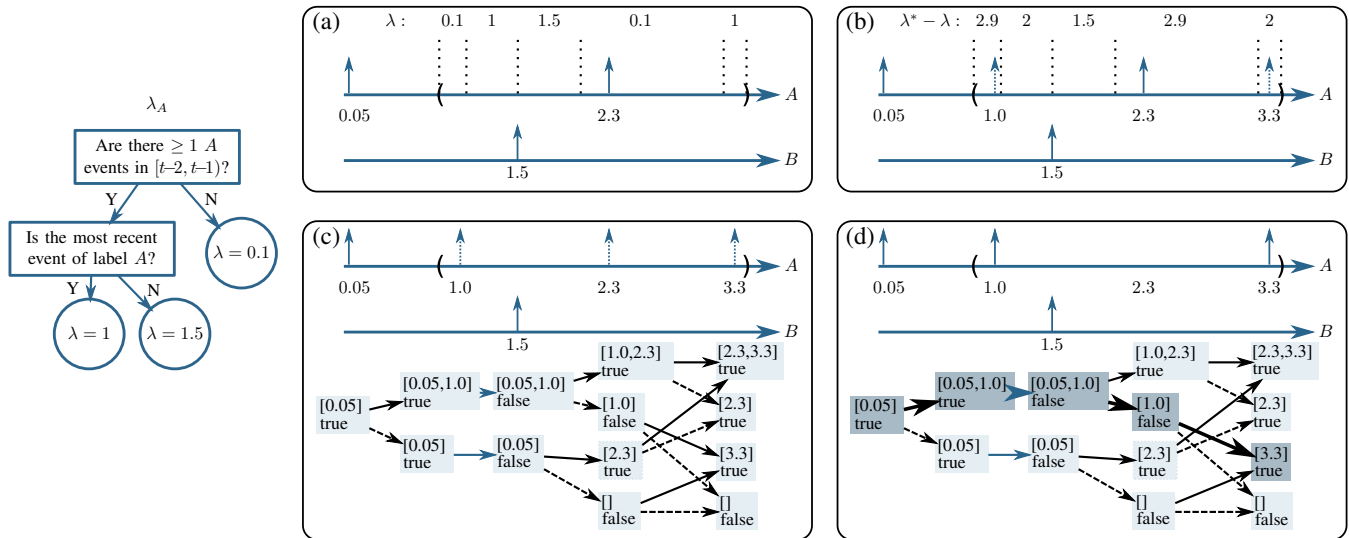 λ_A
Are there ≥ 1 A
events in [t–2, t–1)?
Y
N
Is the most recent
event of label A?
λ = 0.1
Y
N
λ = 1
λ = 1.5
(a)
λ : 0.1 1 1.5 0.1 1
( ) A
0.05 2.3
B
1.5
(b)
λ* − λ : 2.9 2 1.5 2.9 2
( ) A
0.05 1.0 2.3 3.3
B
1.5
(c)
( ) A
0.05 1.0 2.3 3.3
B
1.5
[0.05]
true
[0.05,1.0]
true
[0.05]
true
[0.05,1.0]
false
[0.05]
false
[1.0,2.3]
true
[1.0]
false
[2.3]
true
[]
false
[2.3,3.3]
true
[2.3]
true
[3.3]
true
[]
false
(d)
( ) A
0.05 1.0 2.3 3.3
B
1.5
[0.05]
true
[0.05,1.0]
true
[0.05]
true
[0.05,1.0]
false
[0.05]
false
[1.0,2.3]
true
[1.0]
false
[2.3]
true
[]
false
[2.3,3.3]
true
[2.3]
true
[3.3]
true
[]
false